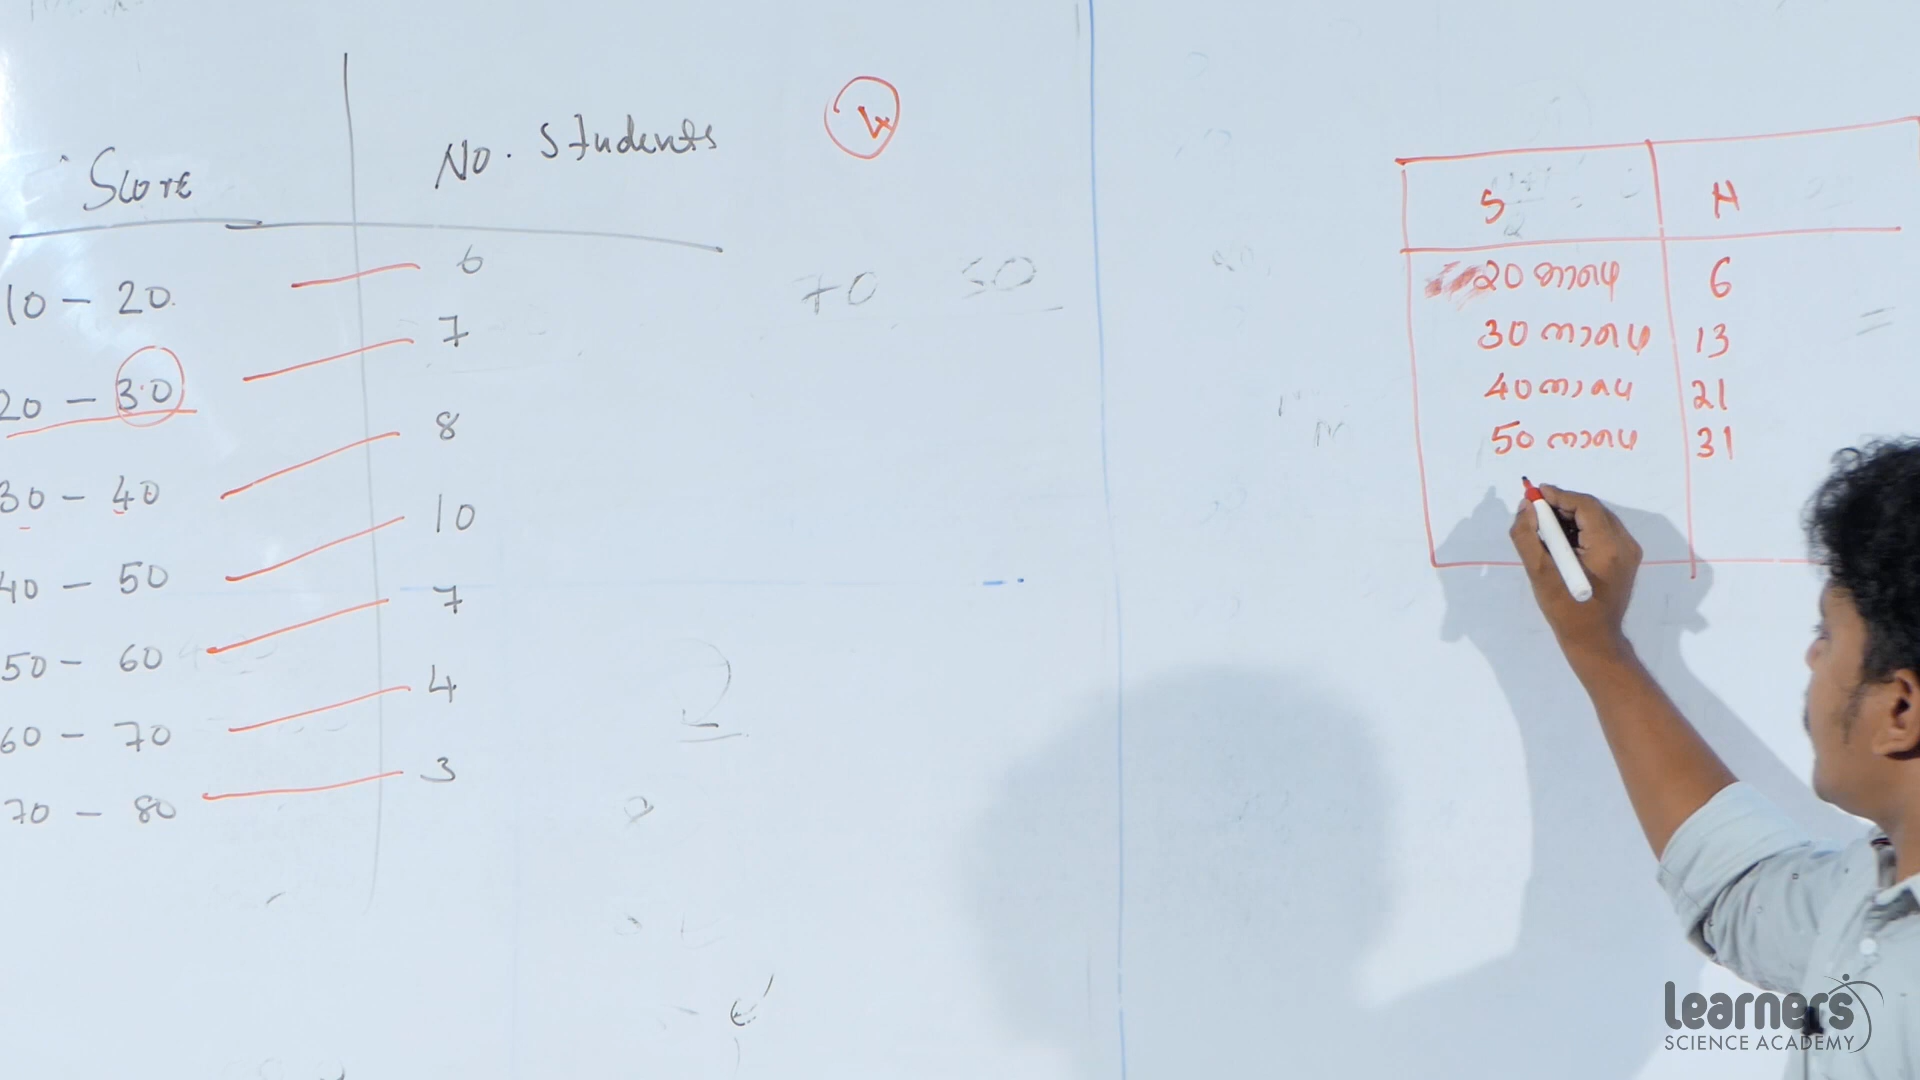 Score No. Students 4
10 - 20 6
20 - 30 7
30 - 40 8
40 - 50 10
50 - 60 7
60 - 70 4
70 - 80 3
70 30
S N
20 താഴെ 6
30 താഴെ 13
40 താഴെ 21
50 താഴെ 31
=
learners
SCIENCE ACADEMY